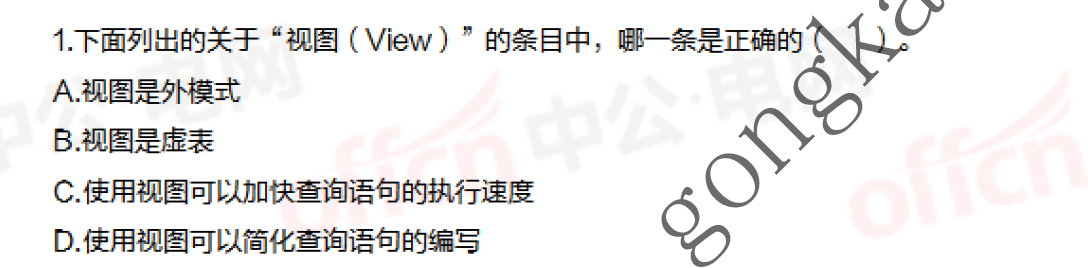 1.下面列出的关于“视图（View）”的条目中，哪一条是正确的（ ）。
A.视图是外模式
B.视图是虚表
C.使用视图可以加快查询语句的执行速度
D.使用视图可以简化查询语句的编写
中公·电网
offcn
中公·电网
offcn
gongka